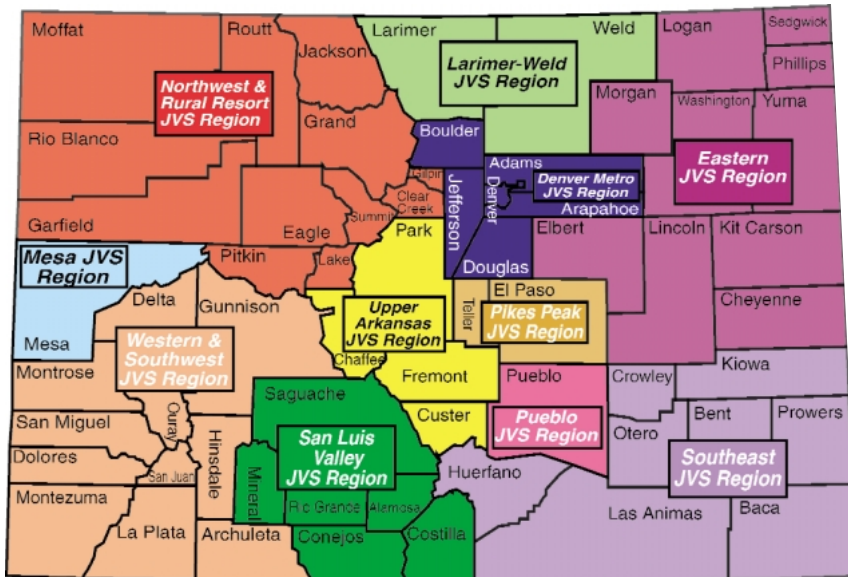 Moffat
Routt
Jackson
Larimer
Weld
Logan
Sedgwick
Phillips
Northwest &
Rural Resort
JVS Region
Larimer-Weld
JVS Region
Morgan
Washington
Yuma
Rio Blanco
Grand
Boulder
Adams
Denver Metro
JVS Region
Arapahoe
Eastern
JVS Region
Gilpin
Clear
Creek
Jefferson
Denver
Garfield
Eagle
Summit
Park
Douglas
Elbert
Lincoln
Kit Carson
Mesa JVS
Region
Pitkin
Lake
Cheyenne
Mesa
Delta
Gunnison
Upper
Arkansas
JVS Region
Chaffee
Teller
El Paso
Pikes Peak
JVS Region
Western &
Southwest
JVS Region
Montrose
Fremont
Pueblo
Crowley
Kiowa
San Miguel
Ouray
Hinsdale
Saguache
Custer
Pueblo
JVS Region
Otero
Bent
Prowers
Dolores
San Juan
San Luis
Valley
JVS Region
Mineral
Huerfano
Southeast
JVS Region
Montezuma
La Plata
Archuleta
Ric Grance
Alamosa
Conejos
Costilla
Las Animas
Baca